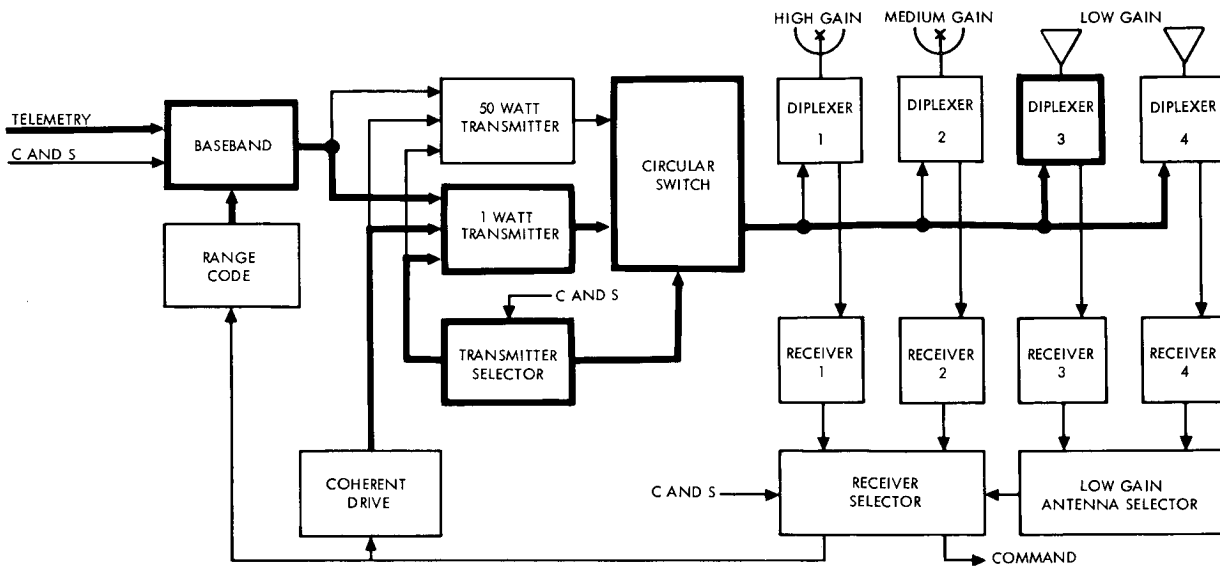 HIGH GAIN
MEDIUM GAIN
LOW GAIN
TELEMETRY
C AND S
BASEBAND
50 WATT
TRANSMITTER
CIRCULAR
SWITCH
DIPLEXER
1
DIPLEXER
2
DIPLEXER
3
DIPLEXER
4
1 WATT
TRANSMITTER
RANGE
CODE
C AND S
TRANSMITTER
SELECTOR
RECEIVER
1
RECEIVER
2
RECEIVER
3
RECEIVER
4
COHERENT
DRIVE
C AND S
RECEIVER
SELECTOR
LOW GAIN
ANTENNA SELECTOR
COMMAND